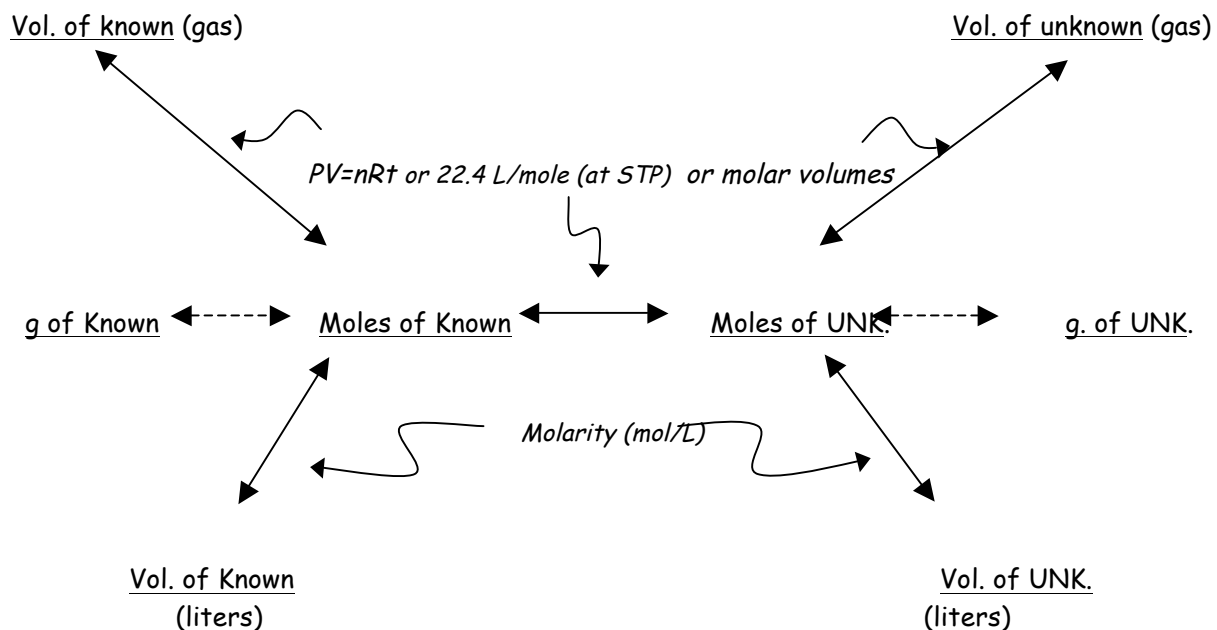 Vol. of known (gas) Vol. of unknown (gas)
PV=nRt or 22.4 L/mole (at STP) or molar volumes
g of Known Moles of Known Moles of UNK. g. of UNK.
Molarity (mol/L)
Vol. of Known Vol. of UNK.
(liters) (liters)